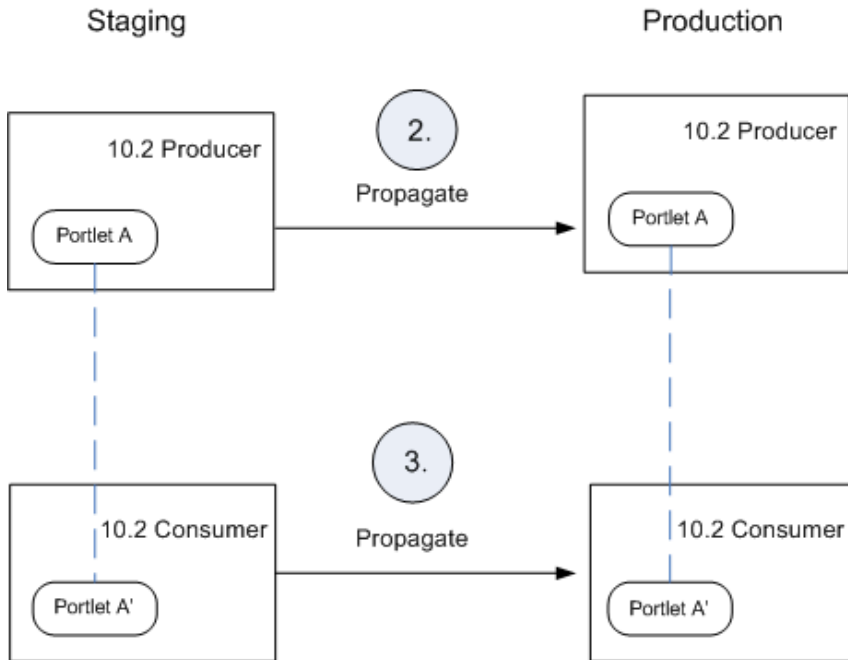 Staging
Production
10.2 Producer
Portlet A
2.
Propagate
10.2 Producer
Portlet A
10.2 Consumer
Portlet A'
3.
Propagate
10.2 Consumer
Portlet A'